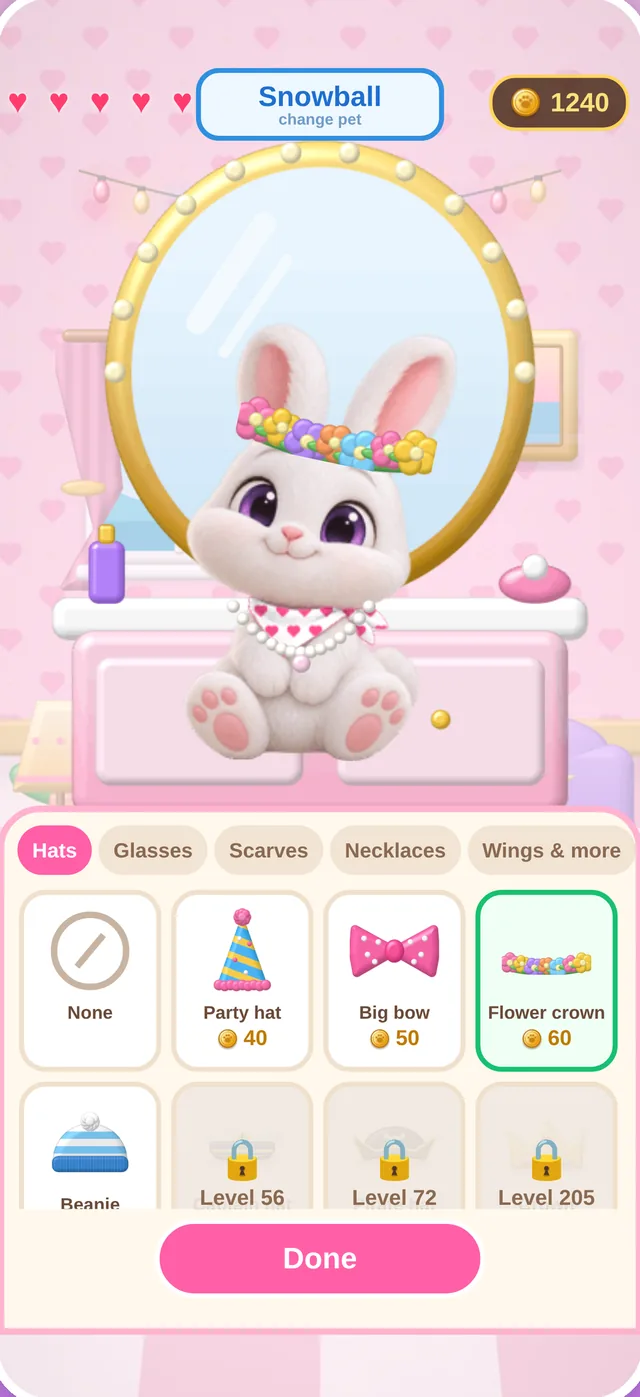 Snowball
change pet
1240
Hats
Glasses
Scarves
Necklaces
Wings & more
None
Party hat
40
Big bow
50
Flower crown
60
Beanie
Level 56
Level 72
Level 205
Done